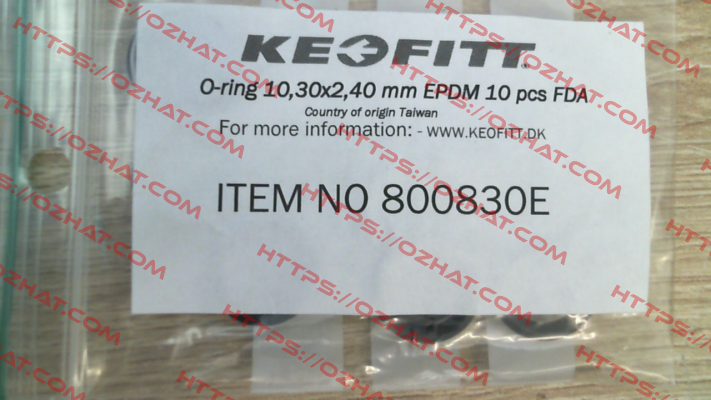 KEOFITT
O-ring 10,30x2,40 mm EPDM 10 pcs FDA
Country of origin Taiwan
For more information: - WWW.KEOFITT.DK
ITEM NO 800830E
HTTPS://OZHAT.COM